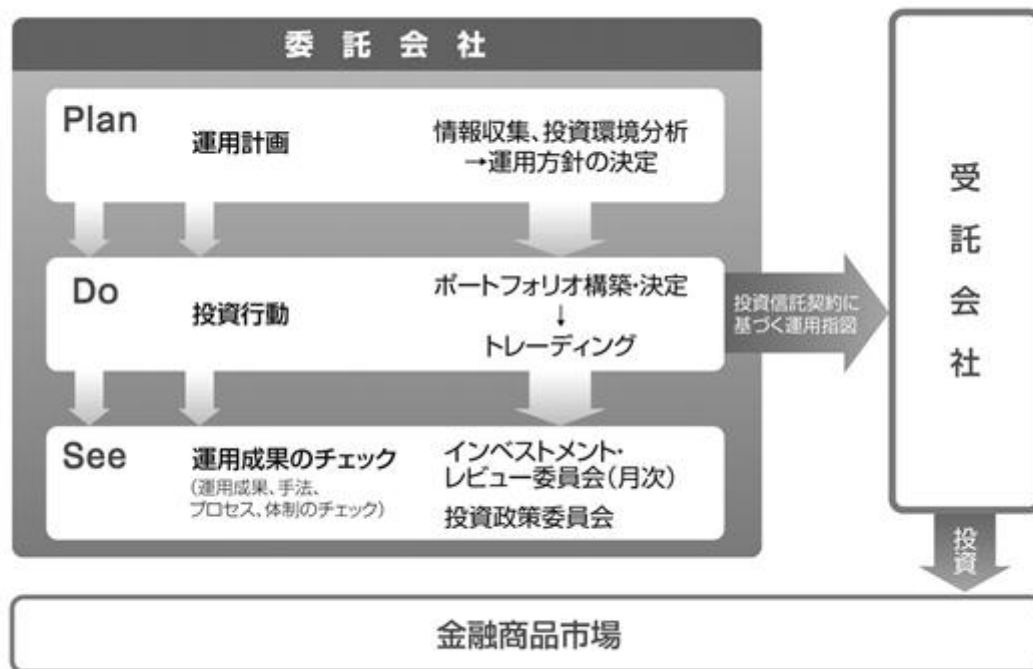 委託会社
Plan
運用計画
情報収集、投資環境分析
→運用方針の決定
Do
投資行動
ポートフォリオ構築・決定
↓
トレーディング
投資信託契約に
基づく運用指図
See
運用成果のチェック
(運用成果、手法、
プロセス、体制のチェック)
インベストメント・
レビュー委員会(月次)
投資政策委員会
受託会社
投資
金融商品市場